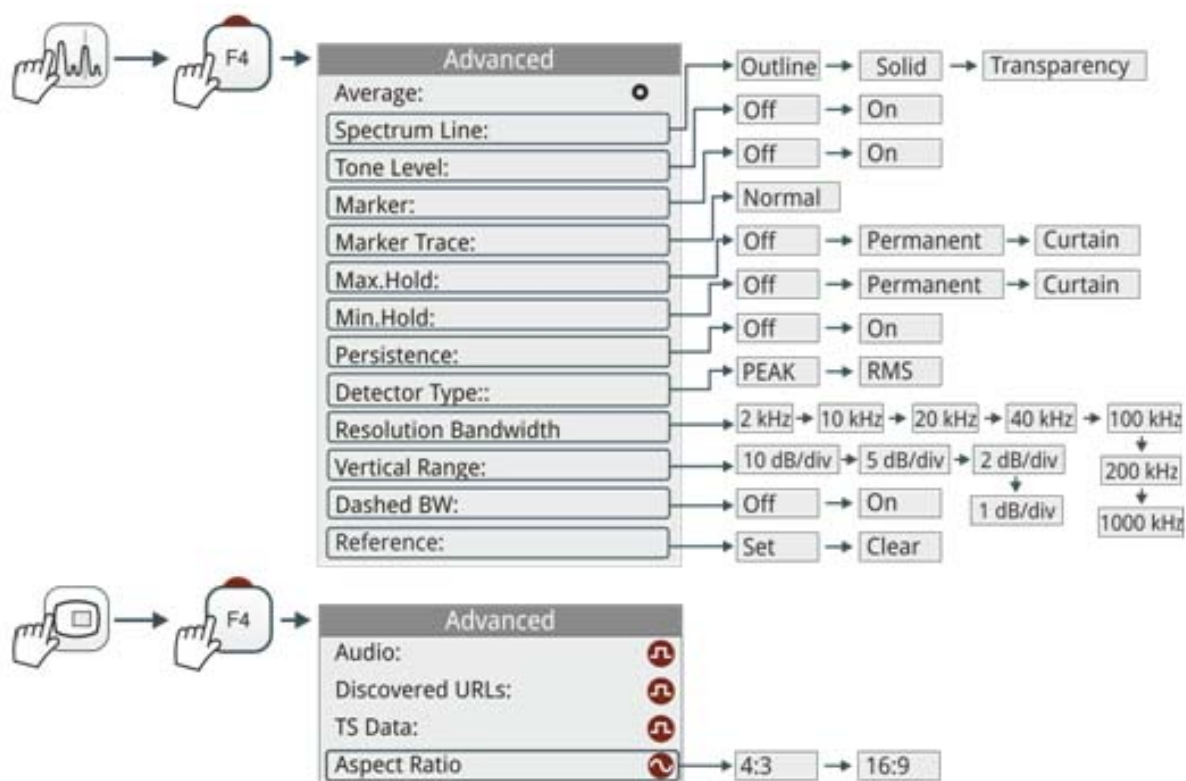 F4
Advanced
Average:
Spectrum Line:
Outline Solid Transparency
Tone Level:
Off On
Marker:
Off On
Marker Trace:
Normal
Max.Hold:
Off Permanent Curtain
Min.Hold:
Off Permanent Curtain
Persistence:
Off On
Detector Type::
PEAK RMS
Resolution Bandwidth
2 kHz 10 kHz 20 kHz 40 kHz 100 kHz
200 kHz
1000 kHz
Vertical Range:
10 dB/div 5 dB/div 2 dB/div
1 dB/div
Dashed BW:
Off On
Reference:
Set Clear
F4
Advanced
Audio:
Discovered URLs:
TS Data:
Aspect Ratio
4:3 16:9